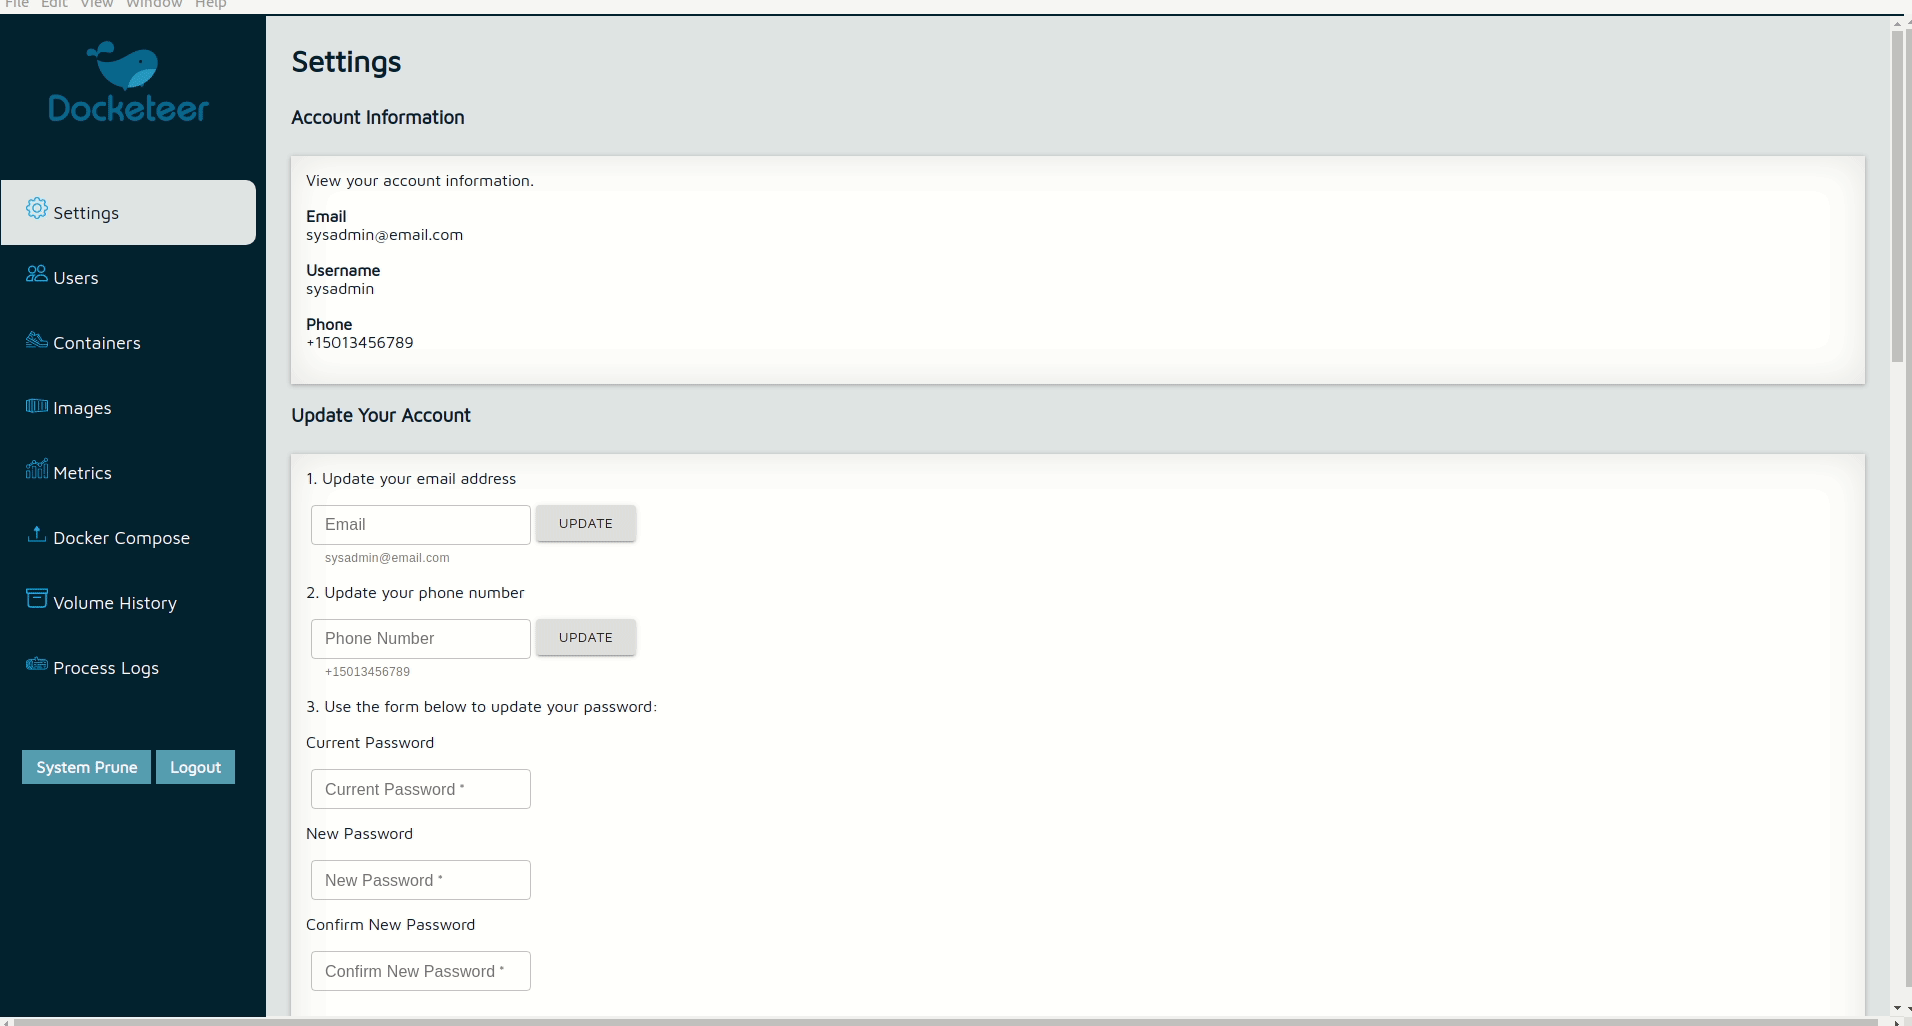 File Edit View Window Help
Docketeer
Settings
Users
Containers
Images
Metrics
Docker Compose
Volume History
Process Logs
System Prune
Logout
Settings
Account Information
View your account information.
Email
sysadmin@email.com
Username
sysadmin
Phone
+15013456789
Update Your Account
1. Update your email address
Email
UPDATE
sysadmin@email.com
2. Update your phone number
Phone Number
UPDATE
+15013456789
3. Use the form below to update your password:
Current Password
Current Password *
New Password
New Password *
Confirm New Password
Confirm New Password *